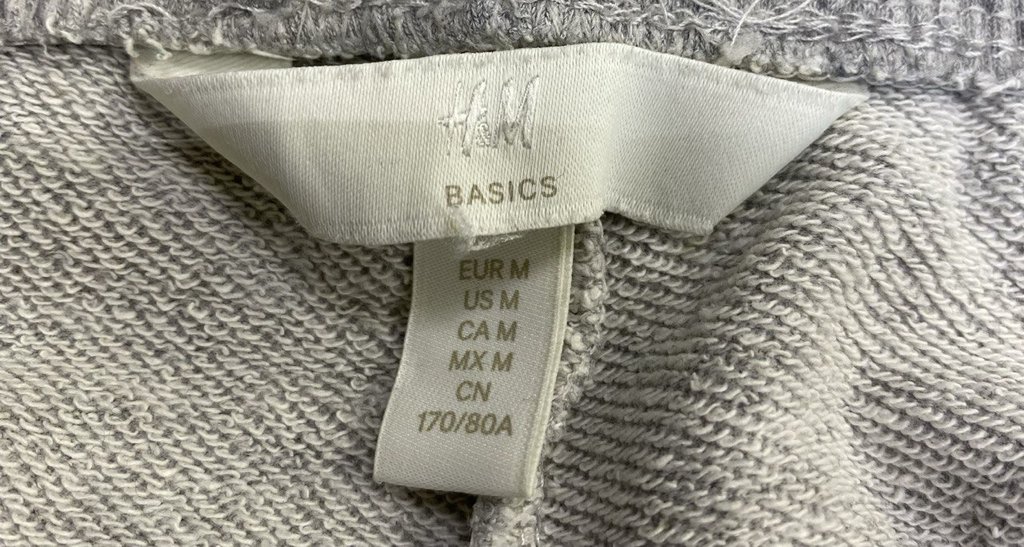 H&M
BASICS
EUR M
US M
CA M
MX M
CN
170/80A